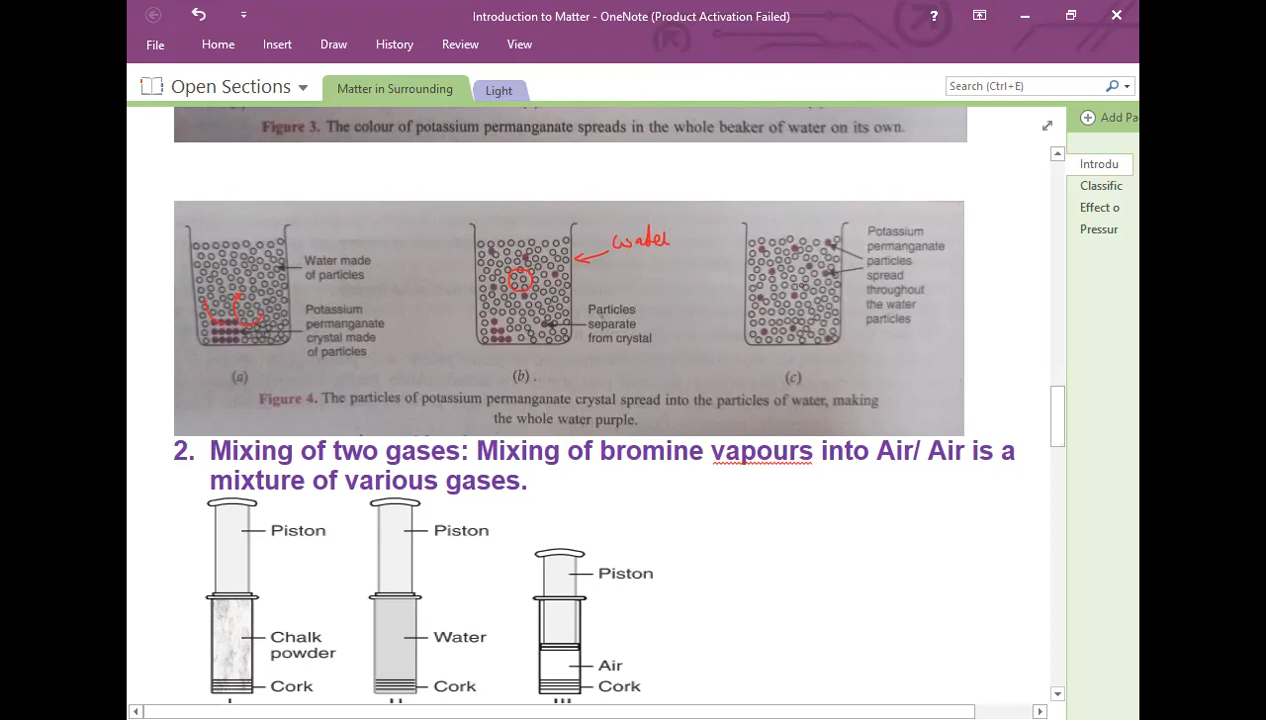 Introduction to Matter - OneNote (Product Activation Failed)
?
File
Home
Insert
Draw
History
Review
View
Open Sections
Matter in Surrounding
Light
Search (Ctrl+E)
Add Pa
Introdu
Classific
Effect o
Pressur
Figure 3. The colour of potassium permanganate spreads in the whole beaker of water on its own.
Water made
of particles
Potassium
permanganate
crystal made
of particles
(a)
water
Particles
separate
from crystal
(b) .
Potassium
permanganate
particles
spread
throughout
the water
particles
(c)
Figure 4. The particles of potassium permanganate crystal spread into the particles of water, making
the whole water purple.
2. Mixing of two gases: Mixing of bromine vapours into Air/ Air is a
mixture of various gases.
Piston
Chalk
powder
Cork
Piston
Water
Cork
Piston
Air
Cork